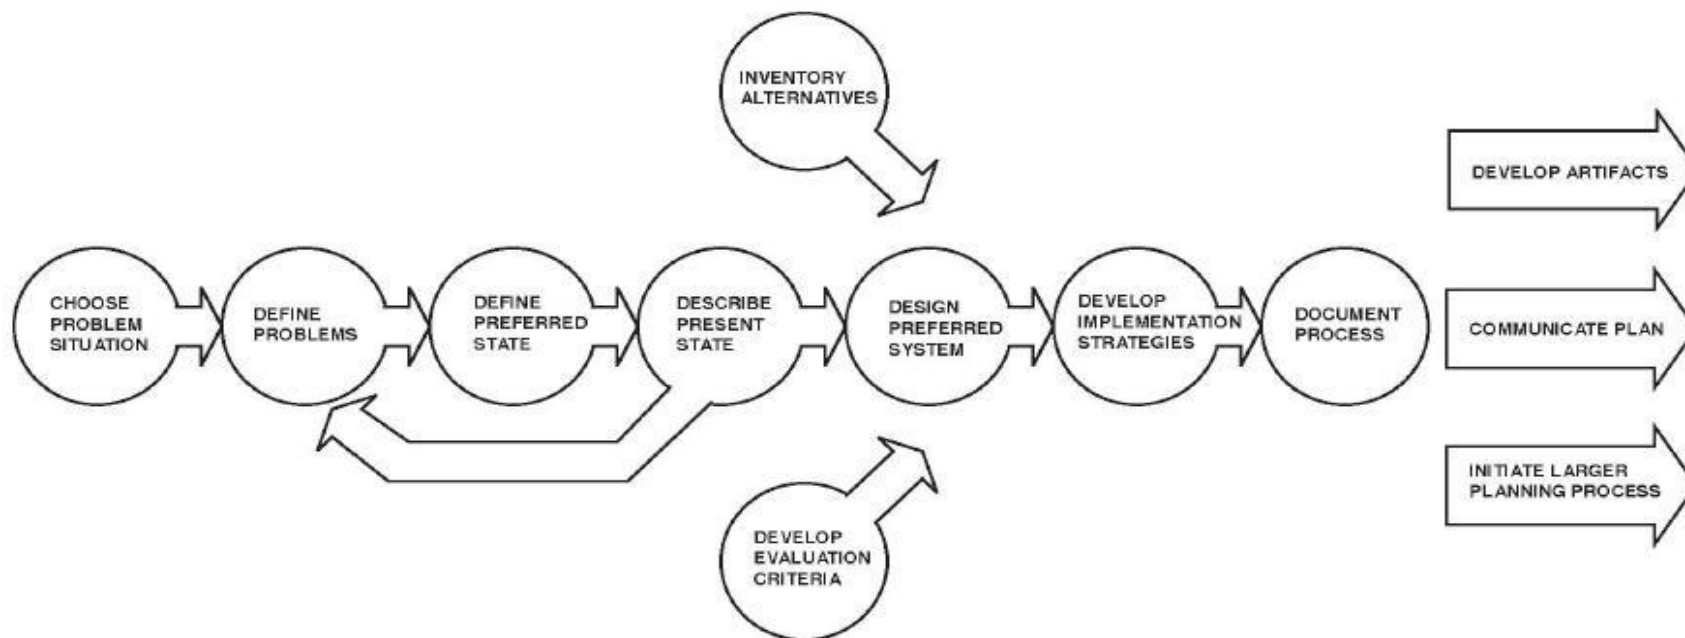 INVENTORY
ALTERNATIVES
CHOOSE
PROBLEM
SITUATION
DEFINE
PROBLEMS
DEFINE
PREFERRED
STATE
DESCRIBE
PRESENT
STATE
DESIGN
PREFERRED
SYSTEM
DEVELOP
IMPLEMENTATION
STRATEGIES
DOCUMENT
PROCESS
DEVELOP
EVALUATION
CRITERIA
DEVELOP ARTIFACTS
COMMUNICATE PLAN
INITIATE LARGER
PLANNING PROCESS